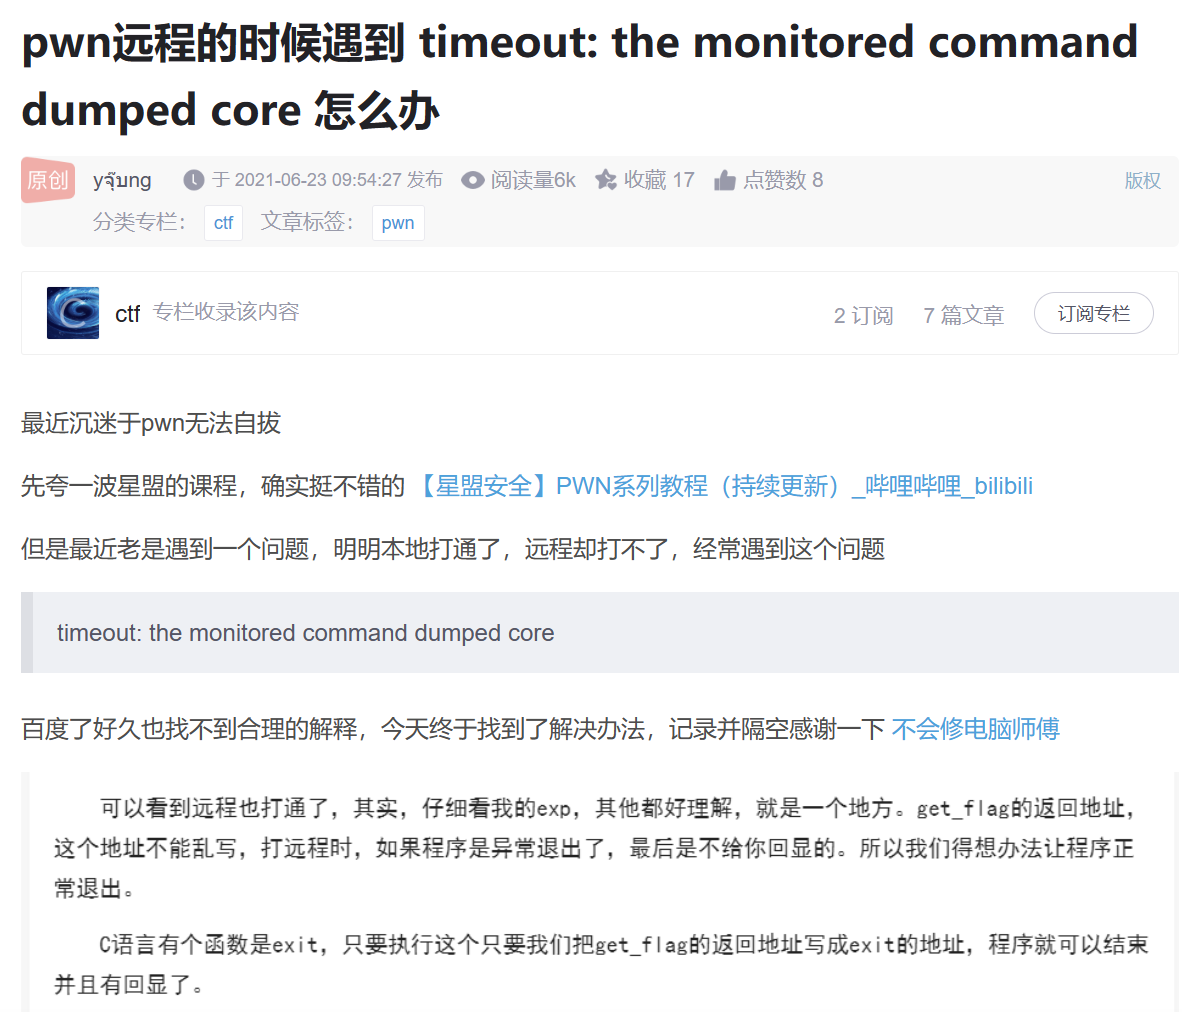 pwn远程的时候遇到 timeout: the monitored command
dumped core 怎么办
原创 yจุ๊บng 于 2021-06-23 09:54:27 发布 阅读量6k 收藏 17 点赞数 8 版权
分类专栏： ctf 文章标签： pwn
ctf 专栏收录该内容 2 订阅 7 篇文章 订阅专栏
最近沉迷于pwn无法自拔
先夸一波星盟的课程，确实挺不错的 【星盟安全】PWN系列教程（持续更新）_哔哩哔哩_bilibili
但是最近老是遇到一个问题，明明本地打通了，远程却打不了，经常遇到这个问题
timeout: the monitored command dumped core
百度了好久也找不到合理的解释，今天终于找到了解决办法，记录并隔空感谢一下 不会修电脑师傅
可以看到远程也打通了，其实，仔细看我的exp，其他都好理解，就是一个地方。get_flag的返回地址，
这个地址不能乱写，打远程时，如果程序是异常退出了，最后是不给你回显的。所以我们得想办法让程序正
常退出。
C语言有个函数是exit，只要执行这个只要我们把get_flag的返回地址写成exit的地址，程序就可以结束
并且有回显了。